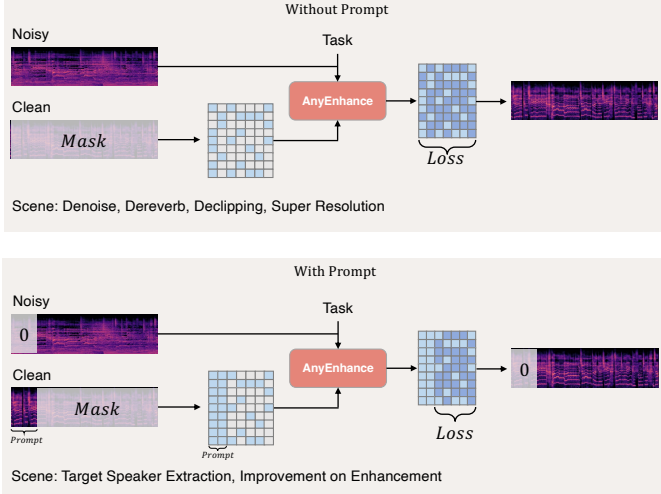 Without Prompt
Noisy
Task
AnyEnhance
Clean
Mask
Loss
Scene: Denoise, Dereverb, Declipping, Super Resolution
With Prompt
Noisy
Task
0
AnyEnhance
0
Clean
Mask
Prompt
Prompt
Loss
Scene: Target Speaker Extraction, Improvement on Enhancement